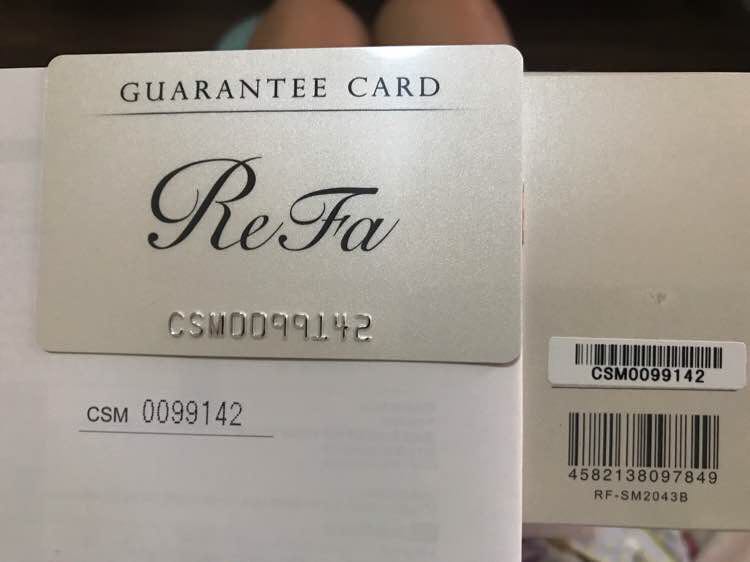 GUARANTEE CARD
ReFa
CSM0099142
CSM 0099142
CSM0099142
4582138097849
RF-SM2043B